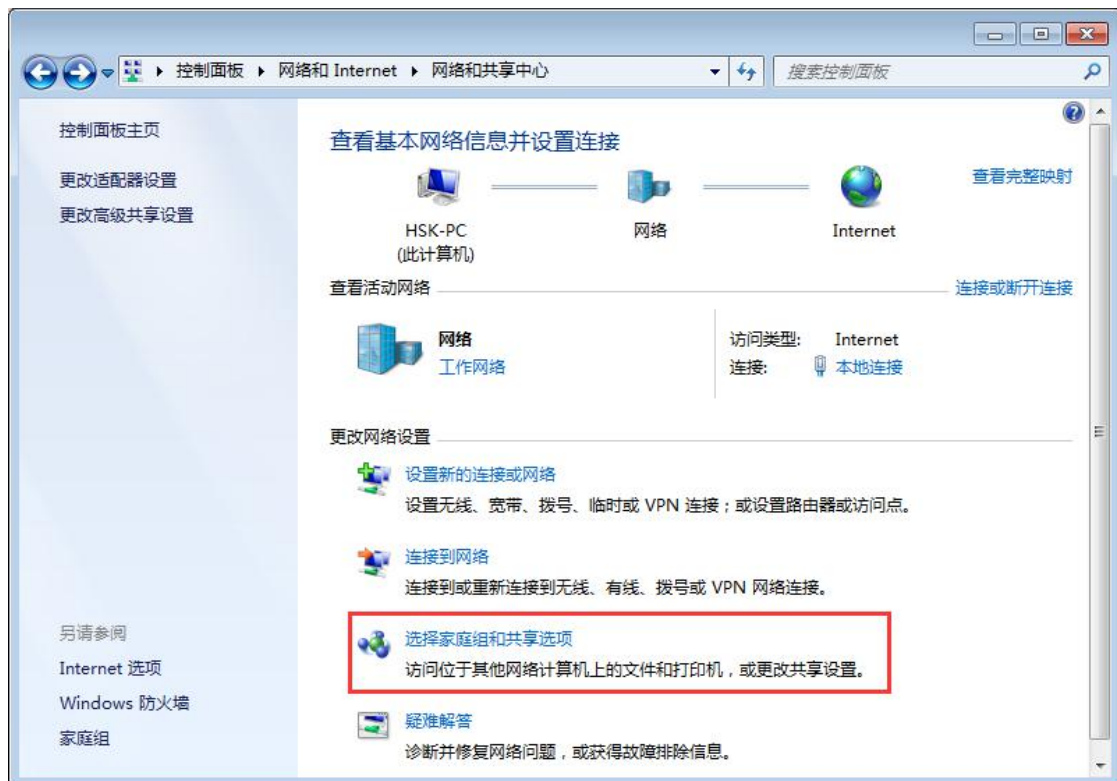 控制面板 ▸ 网络和 Internet ▸ 网络和共享中心
搜索控制面板
控制面板主页
更改适配器设置
更改高级共享设置
查看基本网络信息并设置连接
查看完整映射
HSK-PC
(此计算机)
网络
Internet
查看活动网络
连接或断开连接
网络
工作网络
访问类型: Internet
连接: 本地连接
更改网络设置
设置新的连接或网络
设置无线、宽带、拨号、临时或 VPN 连接；或设置路由器或访问点。
连接到网络
连接到或重新连接到无线、有线、拨号或 VPN 网络连接。
选择家庭组和共享选项
访问位于其他网络计算机上的文件和打印机，或更改共享设置。
疑难解答
诊断并修复网络问题，或获得故障排除信息。
另请参阅
Internet 选项
Windows 防火墙
家庭组